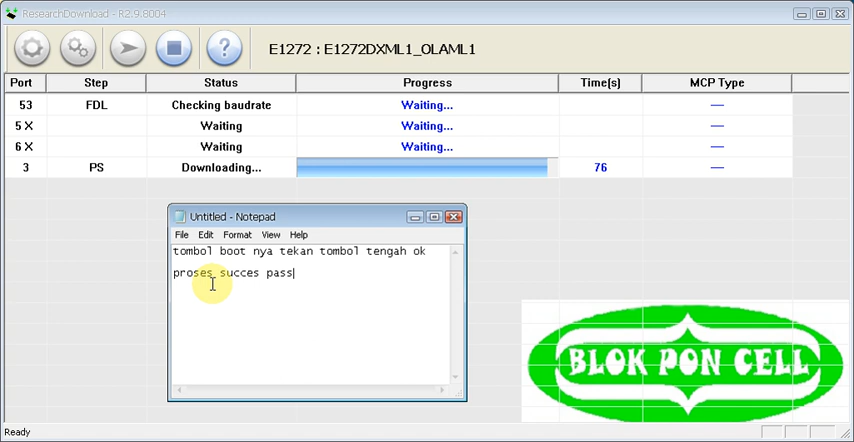 ResearchDownload - R2.9.8004
E1272 : E1272DXML1_OLAML1
Port Step Status Progress Time(s) MCP Type
53 FDL Checking baudrate Waiting... —
5 X Waiting Waiting... —
6 X Waiting Waiting... —
3 PS Downloading... 76 —
Untitled - Notepad
File Edit Format View Help
tombol boot nya tekan tombol tengah ok
proses succes pass
BLOK PON CELL
Ready